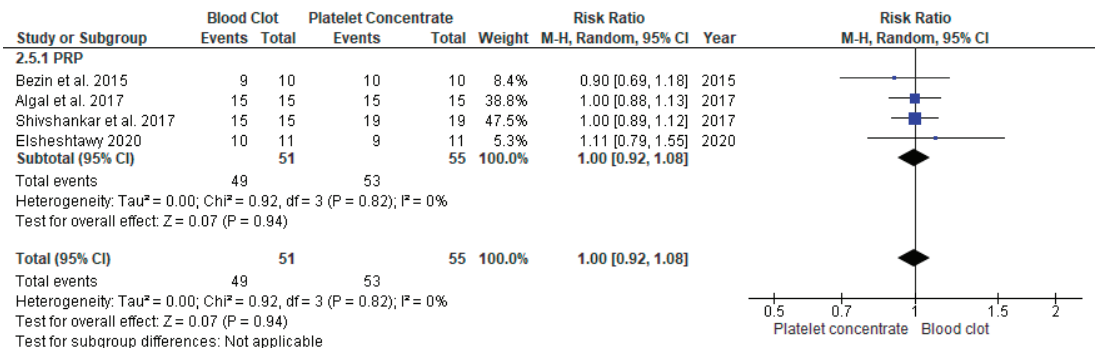 Blood Clot Platelet Concentrate Risk Ratio Risk Ratio
Study or Subgroup Events Total Events Total Weight M-H, Random, 95% CI Year M-H, Random, 95% CI
2.5.1 PRP
Bezin et al. 2015 9 10 10 10 8.4% 0.90 [0.69, 1.18] 2015
Algal et al. 2017 15 15 15 15 38.8% 1.00 [0.88, 1.13] 2017
Shivshankar et al. 2017 15 15 19 19 47.5% 1.00 [0.89, 1.12] 2017
Elsheshtawy 2020 10 11 9 11 5.3% 1.11 [0.79, 1.55] 2020
Subtotal (95% CI) 51 55 100.0% 1.00 [0.92, 1.08]
Total events 49 53
Heterogeneity: Tau² = 0.00; Chi² = 0.92, df = 3 (P = 0.82); I² = 0%
Test for overall effect: Z = 0.07 (P = 0.94)
Total (95% CI) 51 55 100.0% 1.00 [0.92, 1.08]
Total events 49 53
Heterogeneity: Tau² = 0.00; Chi² = 0.92, df = 3 (P = 0.82); I² = 0%
Test for overall effect: Z = 0.07 (P = 0.94)
Test for subgroup differences: Not applicable
0.5 0.7 1 1.5 2
Platelet concentrate Blood clot